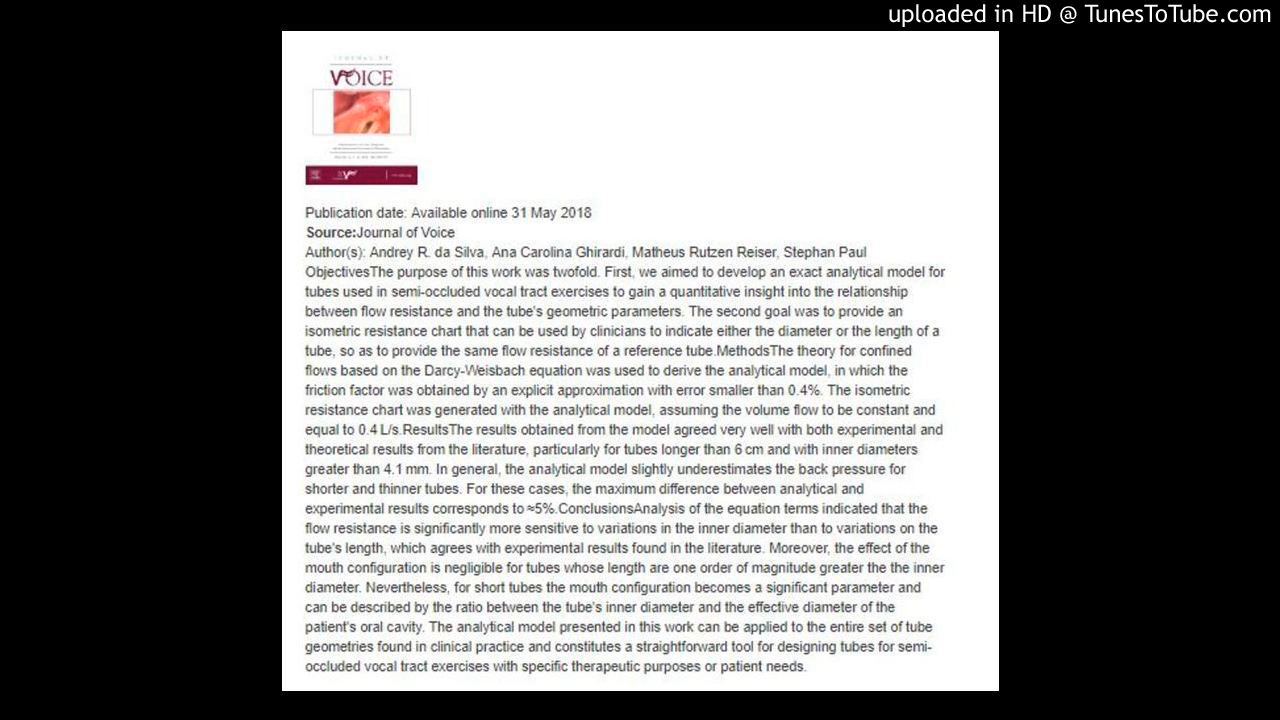 uploaded in HD @ TunesToTube.com
JOURNAL OF
VOICE
Publication date: Available online 31 May 2018
Source:Journal of Voice
Author(s): Andrey R. da Silva, Ana Carolina Ghirardi, Matheus Rutzen Reiser, Stephan Paul
ObjectivesThe purpose of this work was twofold. First, we aimed to develop an exact analytical model for
tubes used in semi-occluded vocal tract exercises to gain a quantitative insight into the relationship
between flow resistance and the tube's geometric parameters. The second goal was to provide an
isometric resistance chart that can be used by clinicians to indicate either the diameter or the length of a
tube, so as to provide the same flow resistance of a reference tube.MethodsThe theory for confined
flows based on the Darcy-Weisbach equation was used to derive the analytical model, in which the
friction factor was obtained by an explicit approximation with error smaller than 0.4%. The isometric
resistance chart was generated with the analytical model, assuming the volume flow to be constant and
equal to 0.4 L/s.ResultsThe results obtained from the model agreed very well with both experimental and
theoretical results from the literature, particularly for tubes longer than 6 cm and with inner diameters
greater than 4.1 mm. In general, the analytical model slightly underestimates the back pressure for
shorter and thinner tubes. For these cases, the maximum difference between analytical and
experimental results corresponds to ≈5%.ConclusionsAnalysis of the equation terms indicated that the
flow resistance is significantly more sensitive to variations in the inner diameter than to variations on the
tube's length, which agrees with experimental results found in the literature. Moreover, the effect of the
mouth configuration is negligible for tubes whose length are one order of magnitude greater the the inner
diameter. Nevertheless, for short tubes the mouth configuration becomes a significant parameter and
can be described by the ratio between the tube's inner diameter and the effective diameter of the
patient's oral cavity. The analytical model presented in this work can be applied to the entire set of tube
geometries found in clinical practice and constitutes a straightforward tool for designing tubes for semi-
occluded vocal tract exercises with specific therapeutic purposes or patient needs.